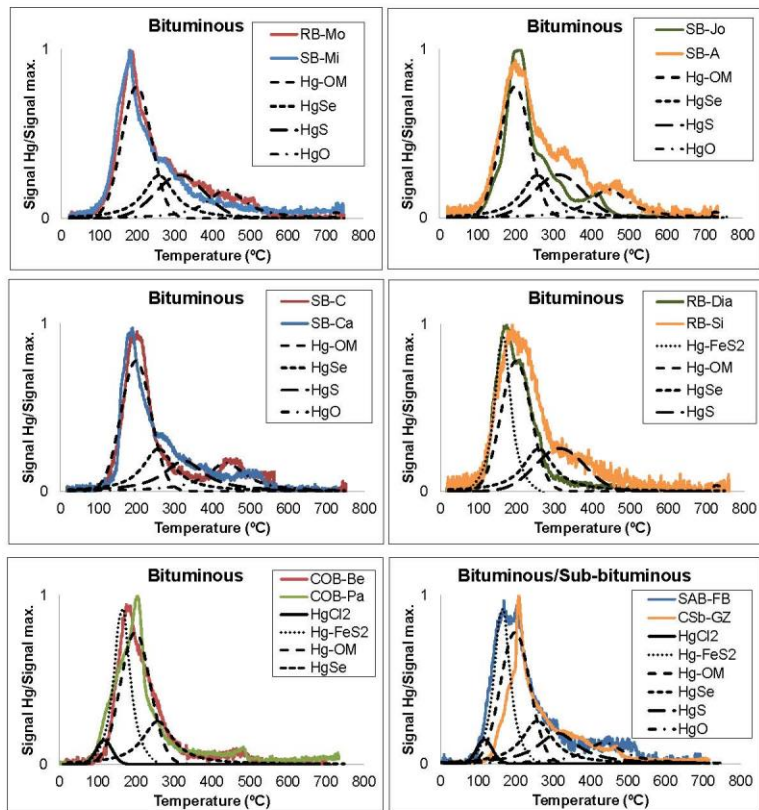 Bituminous
Signal Hg/Signal max.
1
0
RB-Mo
SB-Mi
Hg-OM
HgSe
HgS
HgO
0 100 200 300 400 500 600 700 800
Temperature (ºC)
Bituminous
Signal Hg/Signal max.
1
0
SB-Jo
SB-A
Hg-OM
HgSe
HgS
HgO
0 100 200 300 400 500 600 700 800
Temperature (ºC)
Bituminous
Signal Hg/Signal max.
1
0
SB-C
SB-Ca
Hg-OM
HgSe
HgS
HgO
0 100 200 300 400 500 600 700 800
Temperature (ºC)
Bituminous
Signal Hg/Signal max.
1
0
RB-Dia
RB-Si
Hg-FeS2
Hg-OM
HgSe
HgS
0 100 200 300 400 500 600 700 800
Temperature (ºC)
Bituminous
Signal Hg/Signal max.
1
0
COB-Be
COB-Pa
HgCl2
Hg-FeS2
Hg-OM
HgSe
0 100 200 300 400 500 600 700 800
Temperature (ºC)
Bituminous/Sub-bituminous
Signal Hg/Signal max.
1
0
SAB-FB
CSb-GZ
HgCl2
Hg-FeS2
Hg-OM
HgSe
HgS
HgO
0 100 200 300 400 500 600 700 800
Temperature (ºC)